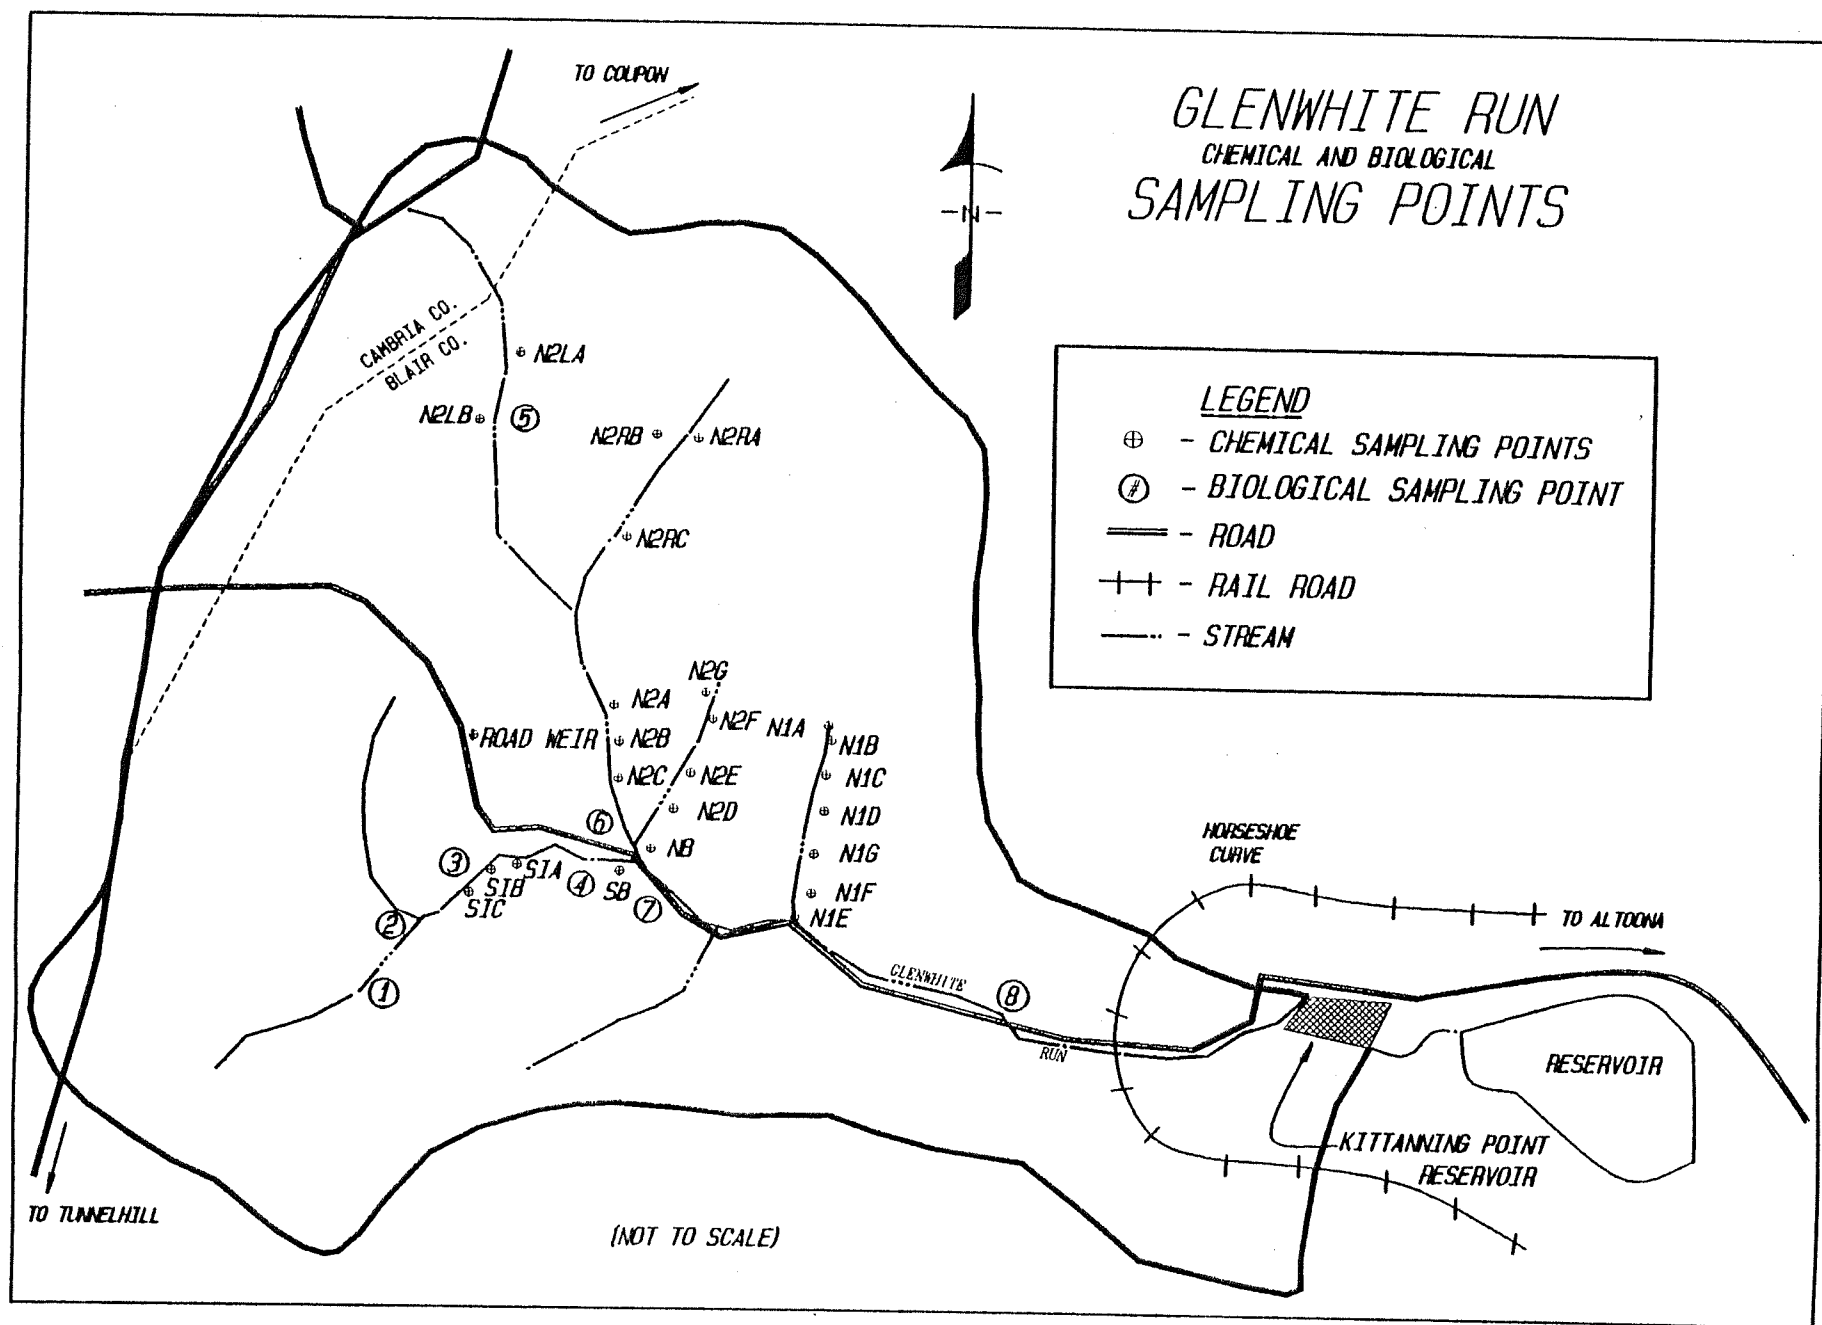 TO COUPON
GLENWHITE RUN
CHEMICAL AND BIOLOGICAL
SAMPLING POINTS
-N-
CAMBRIA CO.
BLAIR CO.
N2LA
N2LB
5
N2RB
N2RA
N2RC
LEGEND
⊕ - CHEMICAL SAMPLING POINTS
# - BIOLOGICAL SAMPLING POINT
- ROAD
- RAIL ROAD
- STREAM
N2G
N2A
N2F
N1A
ROAD WEIR
N2B
N1B
N2C
N2E
N1C
N2D
N1D
6
NB
N1G
3
SIA
SIB
SIC
4
SB
7
N1F
N1E
2
1
HORSESHOE
CURVE
TO ALTOONA
GLENWHITE
RUN
8
RESERVOIR
KITTANNING POINT
RESERVOIR
TO TUNNELHILL
(NOT TO SCALE)